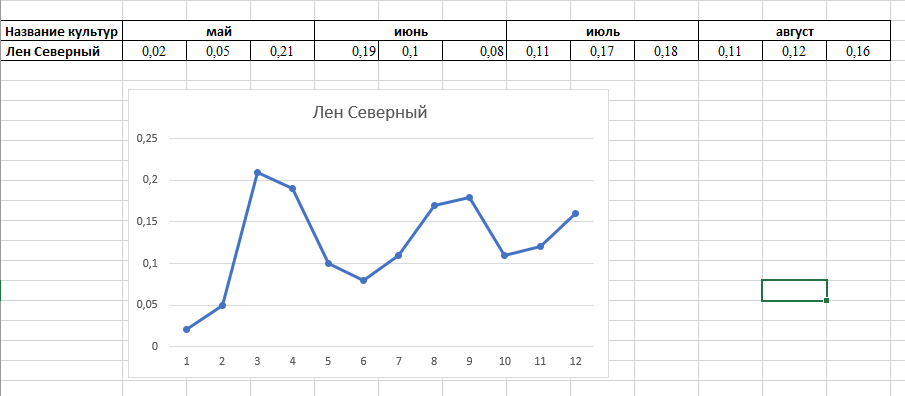 Название культур май июнь июль август
Лен Северный 0,02 0,05 0,21 0,19 0,1 0,08 0,11 0,17 0,18 0,11 0,12 0,16
Лен Северный
0,25
0,2
0,15
0,1
0,05
0
1 2 3 4 5 6 7 8 9 10 11 12